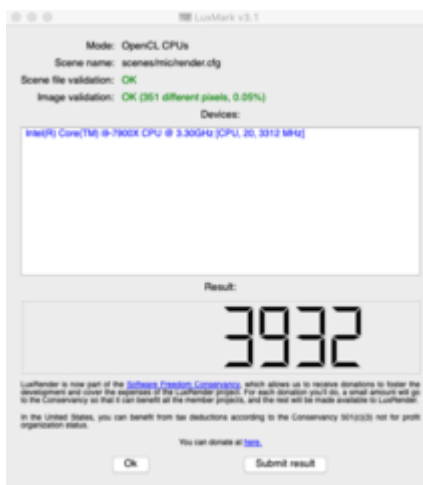 LuxMark v3.1
Mode: OpenCL CPUs
Scene name: scenes/mic/render.cfg
Scene file validation: OK
Image validation: OK (351 different pixels, 0.05%)
Devices:
Intel(R) Core(TM) i9-7900X CPU @ 3.30GHz [CPU, 20, 3312 MHz]
Result:
3932
LuxRender is now part of the Software Freedom Conservancy, which allows us to receive donations to foster the
development and cover the expenses of the LuxRender project. For each donation you'll do, a small amount will go
to the Conservancy so that it can benefit all the member projects, and the rest will be made available to LuxRender.
In the United States, you can benefit from tax deductions according to the Conservancy 501(c)(3) not for profit
organization status.
You can donate at here.
Ok
Submit result